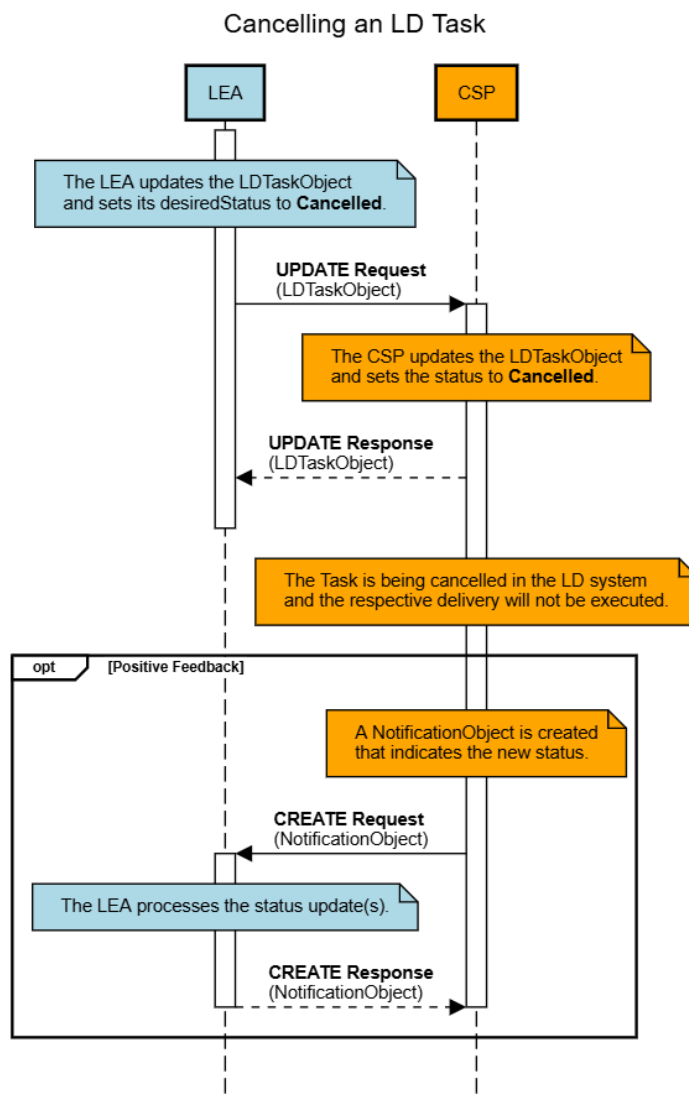 Cancelling an LD Task
LEA
CSP
The LEA updates the LDTaskObject
and sets its desiredStatus to Cancelled.
UPDATE Request
(LDTaskObject)
The CSP updates the LDTaskObject
and sets the status to Cancelled.
UPDATE Response
(LDTaskObject)
The Task is being cancelled in the LD system
and the respective delivery will not be executed.
opt
[Positive Feedback]
A NotificationObject is created
that indicates the new status.
CREATE Request
(NotificationObject)
The LEA processes the status update(s).
CREATE Response
(NotificationObject)